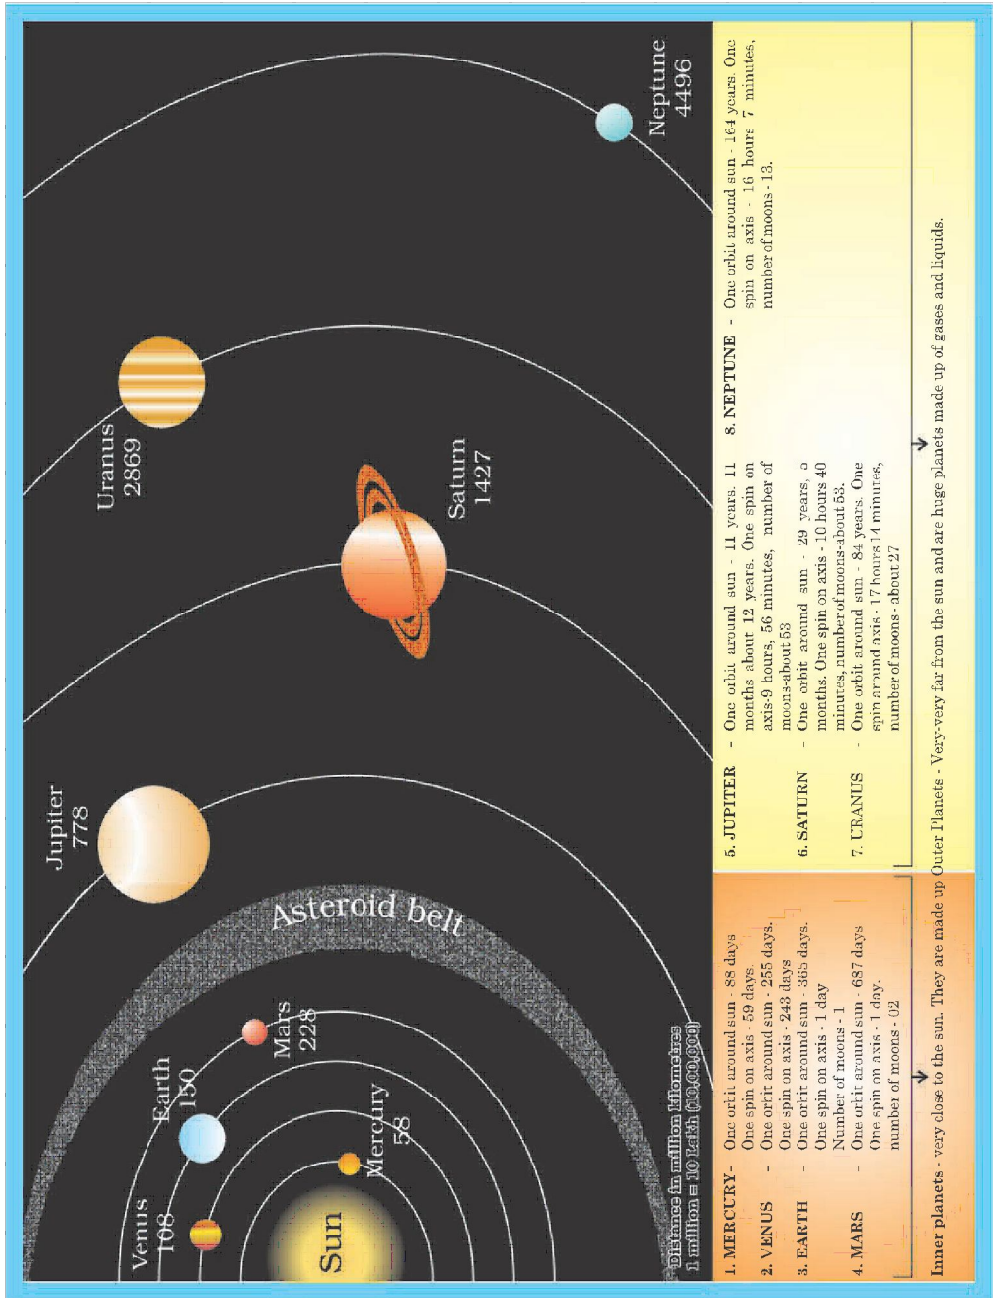 Sun
Mercury
58
Venus
108
Earth
150
Mars
228
Asteroid belt
Jupiter
778
Saturn
1427
Uranus
2869
Neptune
4496
Distance in million kilometres
1 million = 10 Lakh (10,00,000)
1. MERCURY - One orbit around sun - 88 days
One spin on axis - 59 days.
2. VENUS - One orbit around sun - 255 days.
One spin on axis - 243 days
3. EARTH - One orbit around sun - 365 days.
One spin on axis - 1 day
Number of moons - 1
4. MARS - One orbit around sun - 687 days
One spin on axis - 1 day.
number of moons - 02
5. JUPITER - One orbit around sun - 11 years. 11
months about 12 years. One spin on
axis-9 hours, 56 minutes, number of
moons-about 53
6. SATURN - One orbit around sun - 29 years,
months. One spin on axis - 10 hours 40
minutes, number of moons-about 53.
7. URANUS - One orbit around sun - 84 years. One
spin around axis - 17 hours 14 minutes,
number of moons - about 27
8. NEPTUNE - One orbit around sun - 164 years. One
spin on axis - 16 hours 7 minutes,
number of moons - 13.
Inner planets - very close to the sun. They are made up
Outer Planets - Very-very far from the sun and are huge planets made up of gases and liquids.